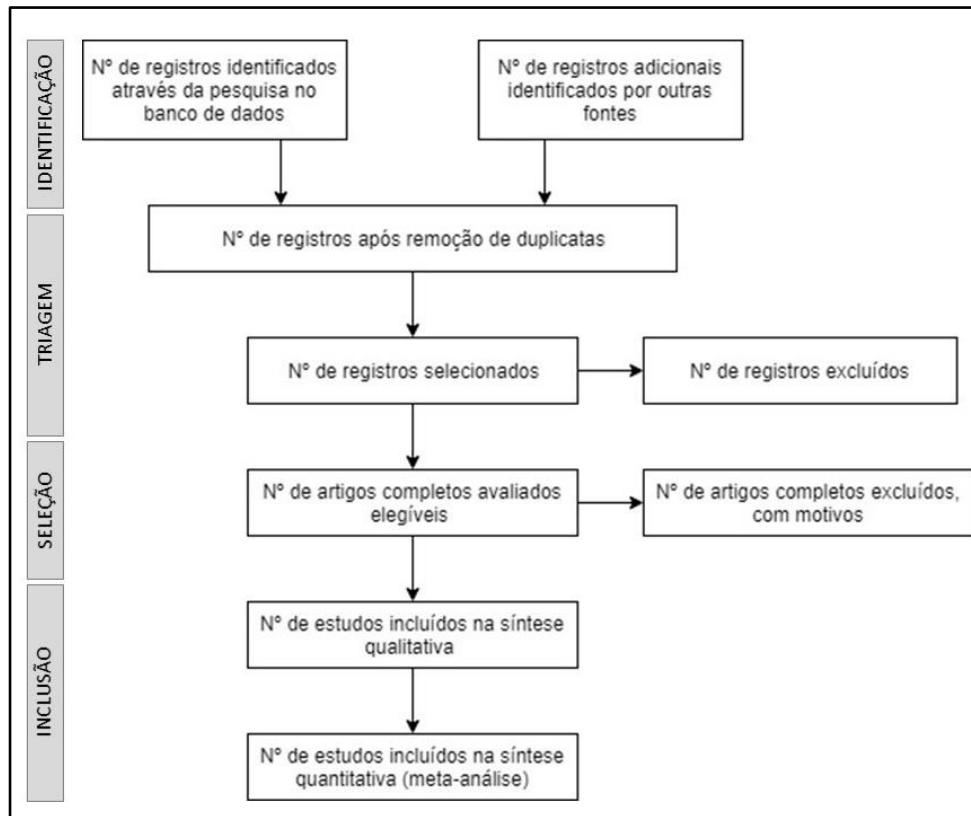 IDENTIFICAÇÃO
Nº de registros identificados
através da pesquisa no
banco de dados
Nº de registros adicionais
identificados por outras
fontes
TRIAGEM
Nº de registros após remoção de duplicatas
Nº de registros selecionados
Nº de registros excluídos
SELEÇÃO
Nº de artigos completos avaliados
elegíveis
Nº de artigos completos excluídos,
com motivos
INCLUSÃO
Nº de estudos incluídos na síntese
qualitativa
Nº de estudos incluídos na síntese
quantitativa (meta-análise)